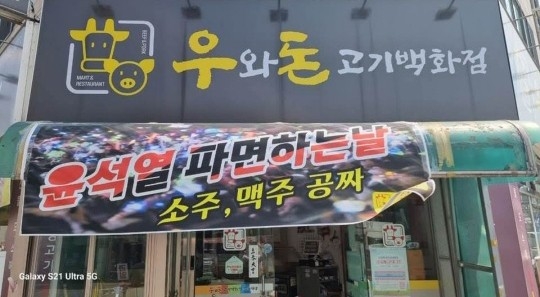 BEEF&PORK
MART & RESTAURANT
우와돈 고기백화점
윤석열 파면하는날
소주, 맥주 공짜
Galaxy S21 Ultra 5G